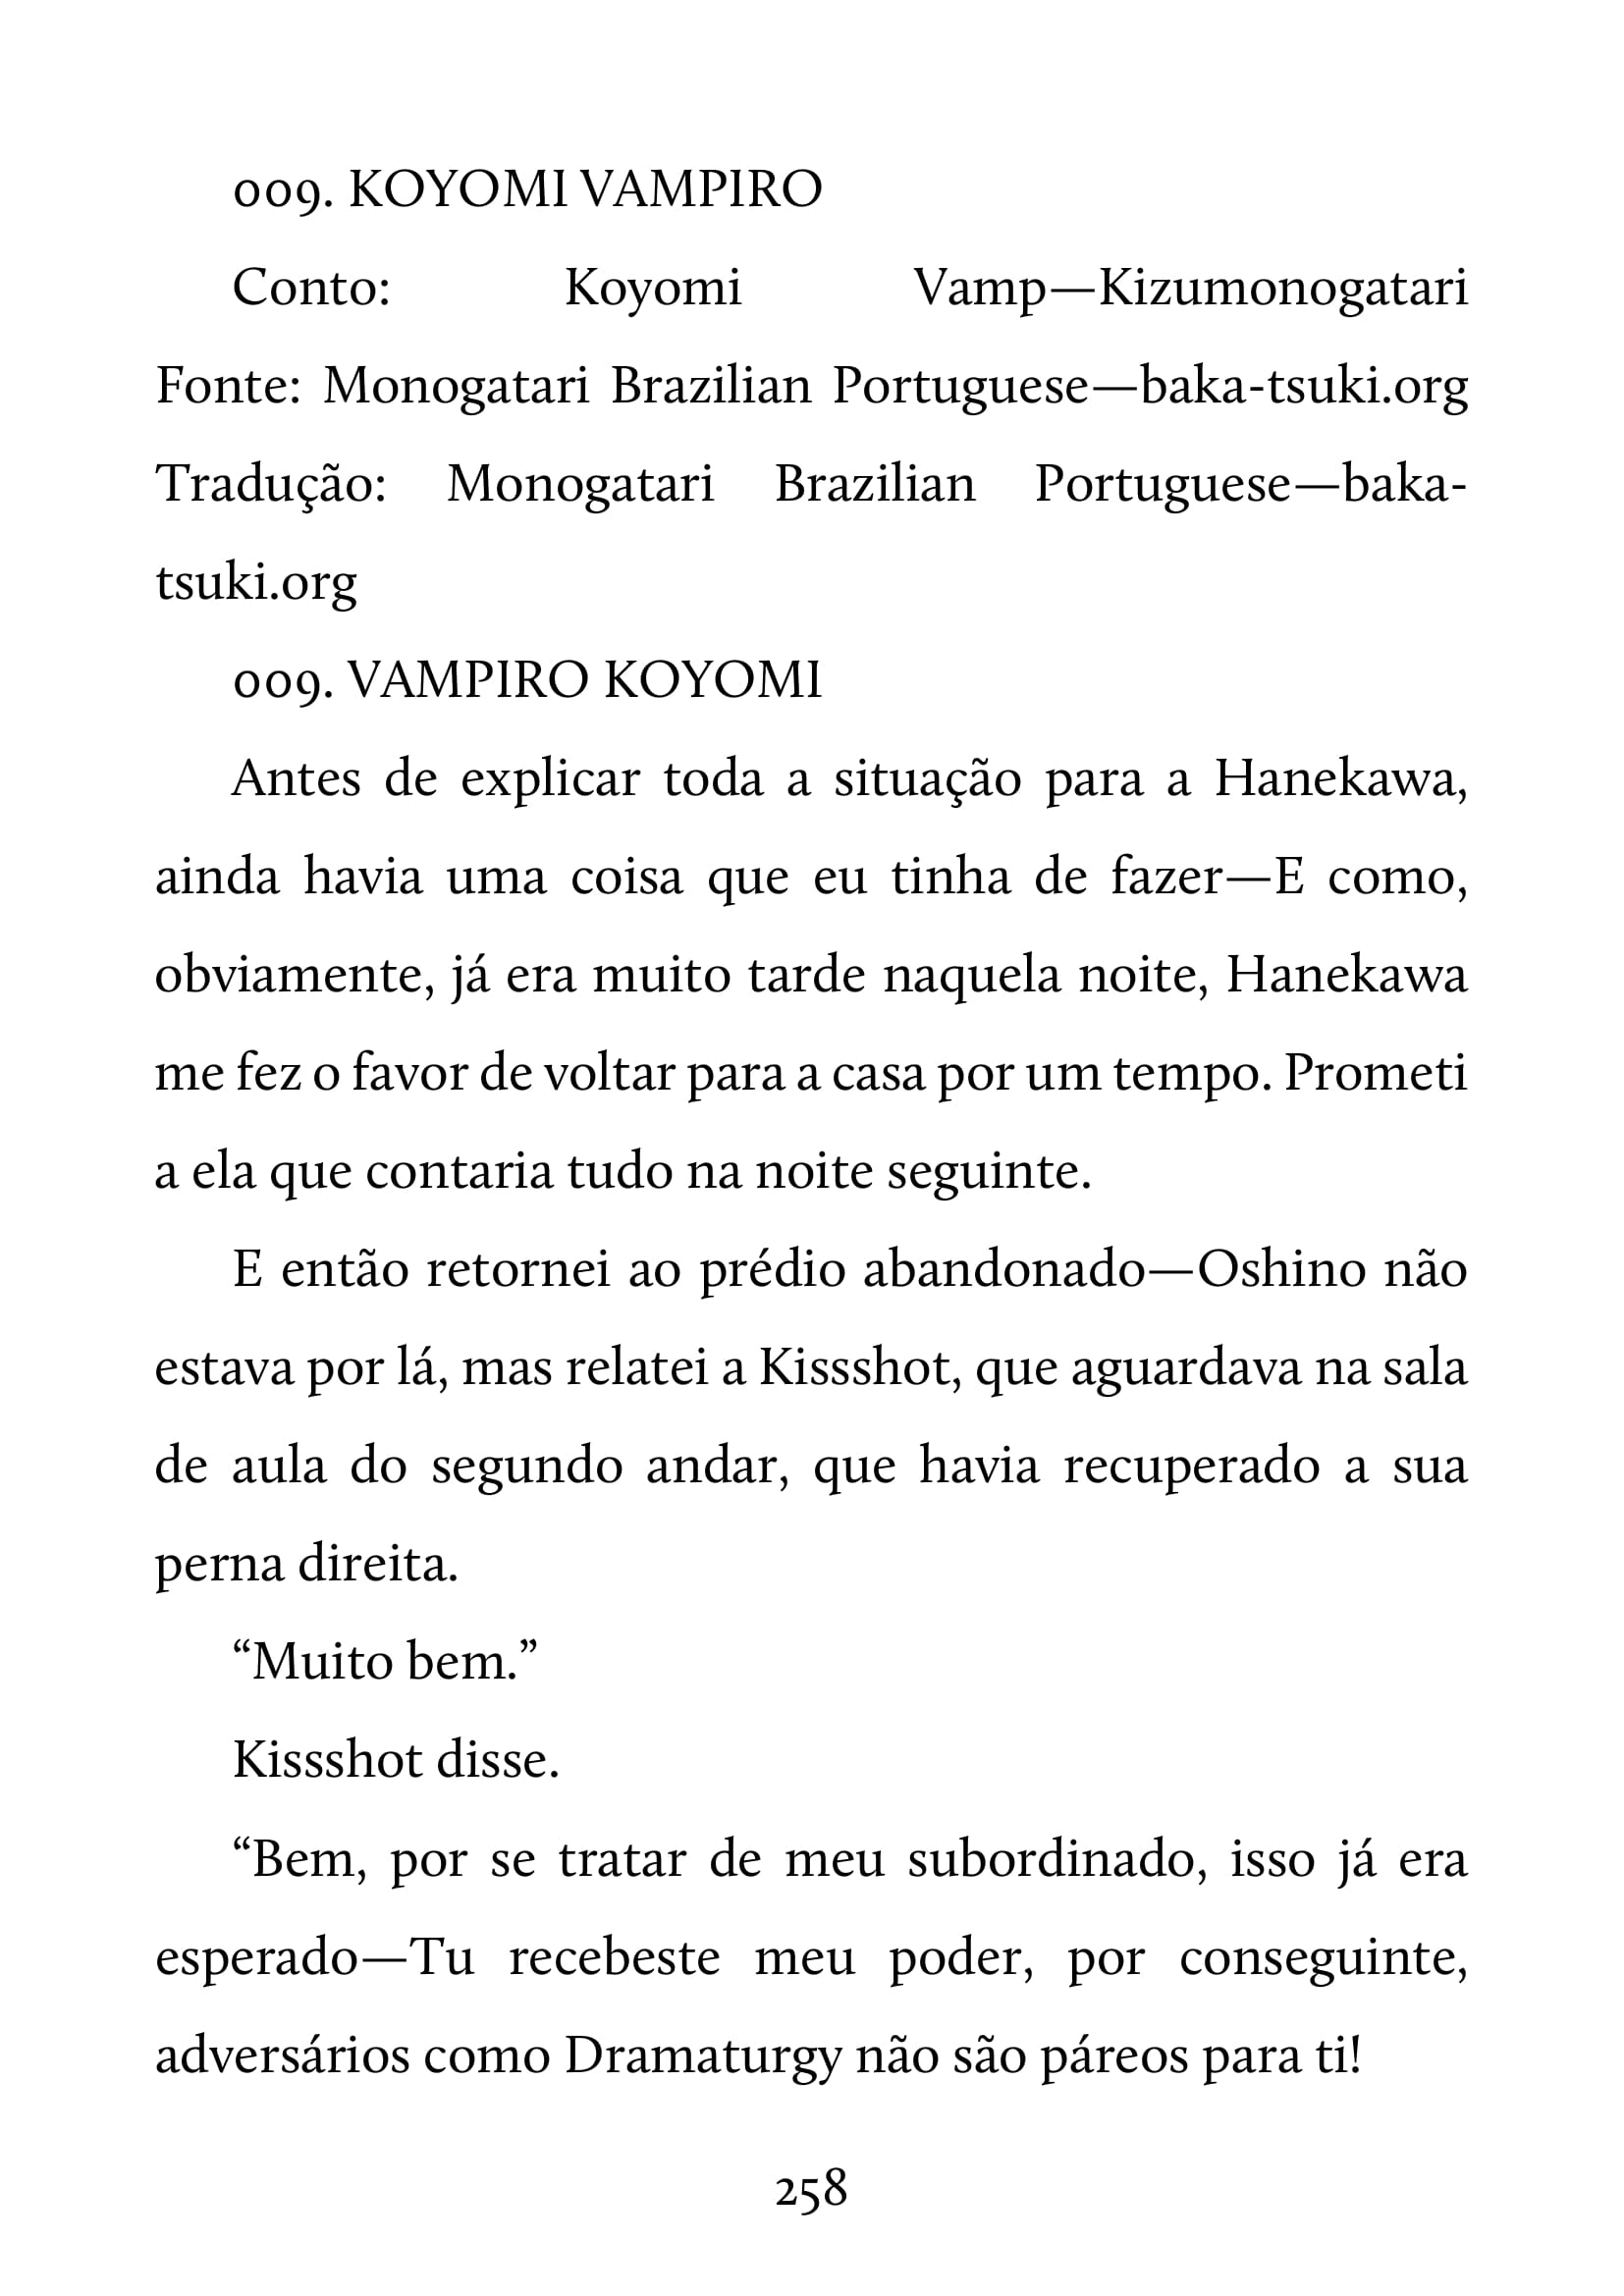 009. KOYOMI VAMPIRO
Conto: Koyomi Vamp—Kizumonogatari
Fonte: Monogatari Brazilian Portuguese—baka-tsuki.org
Tradução: Monogatari Brazilian Portuguese—baka-
tsuki.org
009. VAMPIRO KOYOMI
Antes de explicar toda a situação para a Hanekawa,
ainda havia uma coisa que eu tinha de fazer—E como,
obviamente, já era muito tarde naquela noite, Hanekawa
me fez o favor de voltar para a casa por um tempo. Prometi
a ela que contaria tudo na noite seguinte.
E então retornei ao prédio abandonado—Oshino não
estava por lá, mas relatei a Kissshot, que aguardava na sala
de aula do segundo andar, que havia recuperado a sua
perna direita.
“Muito bem.”
Kissshot disse.
“Bem, por se tratar de meu subordinado, isso já era
esperado—Tu recebeste meu poder, por conseguinte,
adversários como Dramaturgy não são páreos para ti!
258